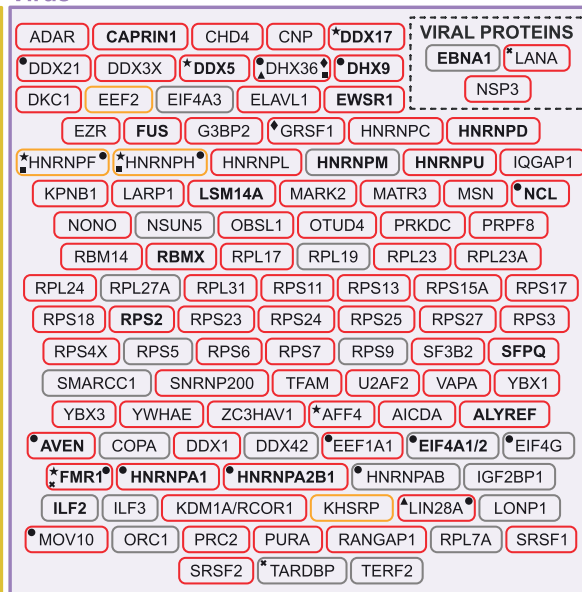 ADAR CAPRIN1 CHD4 CNP ★DDX17
VIRAL PROTEINS
EBNA1 ✖LANA
NSP3
●DDX21 DDX3X ★DDX5 ●▲DHX36♦■ ●DHX9
DKC1 EEF2 EIF4A3 ELAVL1 EWSR1
EZR FUS G3BP2 ♦GRSF1 HNRNPC HNRNPD
★■HNRNPF● ★■HNRNPH● HNRNPL HNRNPM HNRNPU IQGAP1
KPNB1 LARP1 LSM14A MARK2 MATR3 MSN ●NCL
NONO NSUN5 OBSL1 OTUD4 PRKDC PRPF8
RBM14 RBMX RPL17 RPL19 RPL23 RPL23A
RPL24 RPL27A RPL31 RPS11 RPS13 RPS15A RPS17
RPS18 RPS2 RPS23 RPS24 RPS25 RPS27 RPS3
RPS4X RPS5 RPS6 RPS7 RPS9 SF3B2 SFPQ
SMARCC1 SNRNP200 TFAM U2AF2 VAPA YBX1
YBX3 YWHAE ZC3HAV1 ★AFF4 AICDA ALYREF
●AVEN COPA DDX1 DDX42 ●EEF1A1 ●EIF4A1/2 ●EIF4G
★✖FMR1● ●HNRNPA1 ●HNRNPA2B1 ●HNRNPAB IGF2BP1
ILF2 ILF3 KDM1A/RCOR1 KHSRP ▲LIN28A● LONP1
●MOV10 ORC1 PRC2 PURA RANGAP1 RPL7A SRSF1
SRSF2 ✖TARDBP TERF2